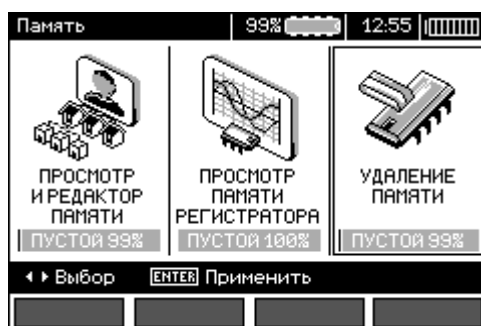 Память 99% 12:55
ПРОСМОТР И РЕДАКТОР ПАМЯТИ
ПУСТОЙ 99%
ПРОСМОТР ПАМЯТИ РЕГИСТРАТОРА
ПУСТОЙ 100%
УДАЛЕНИЕ ПАМЯТИ
ПУСТОЙ 99%
Выбор ENTER Применить